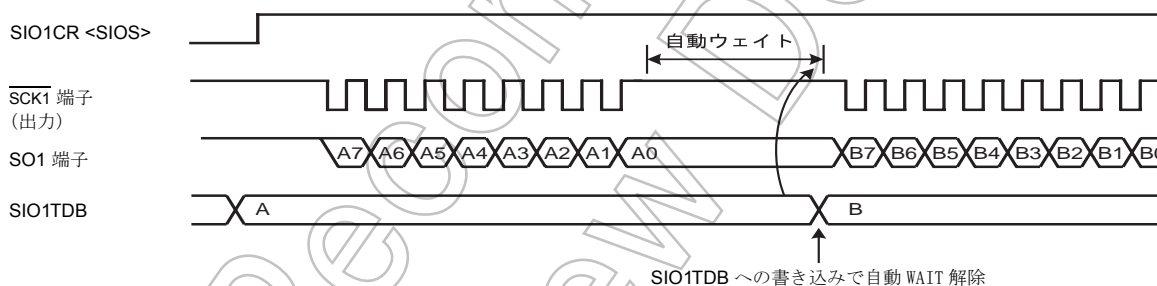 SIO1CR <SIOS>
自動ウェイト
SCK1 端子
(出力)
SO1 端子
A7 A6 A5 A4 A3 A2 A1 A0 B7 B6 B5 B4 B3 B2 B1
SIO1TDB
A B
SIO1TDB への書き込みで自動 WAIT 解除